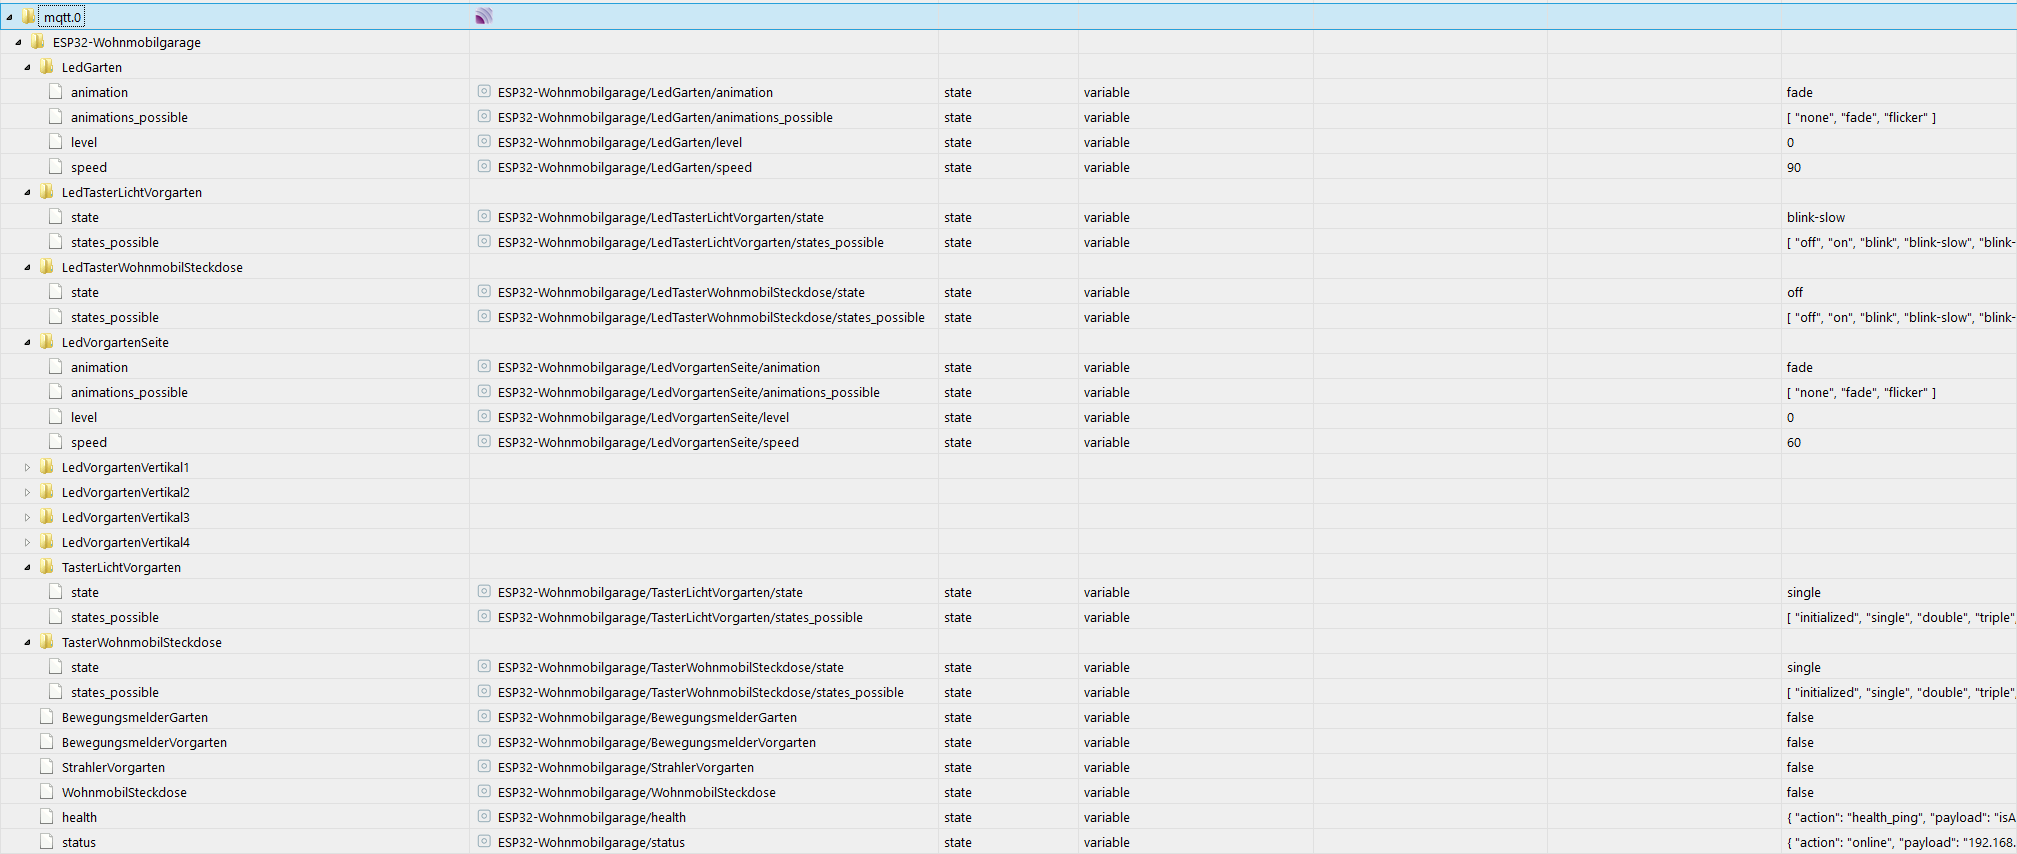 mqtt.0
ESP32-Wohnmobilgarage
LedGarten
animation ESP32-Wohnmobilgarage/LedGarten/animation state variable fade
animations_possible ESP32-Wohnmobilgarage/LedGarten/animations_possible state variable [ "none", "fade", "flicker" ]
level ESP32-Wohnmobilgarage/LedGarten/level state variable 0
speed ESP32-Wohnmobilgarage/LedGarten/speed state variable 90
LedTasterLichtVorgarten
state ESP32-Wohnmobilgarage/LedTasterLichtVorgarten/state state variable blink-slow
states_possible ESP32-Wohnmobilgarage/LedTasterLichtVorgarten/states_possible state variable [ "off", "on", "blink", "blink-slow", "blink-
LedTasterWohnmobilSteckdose
state ESP32-Wohnmobilgarage/LedTasterWohnmobilSteckdose/state state variable off
states_possible ESP32-Wohnmobilgarage/LedTasterWohnmobilSteckdose/states_possible state variable [ "off", "on", "blink", "blink-slow", "blink-
LedVorgartenSeite
animation ESP32-Wohnmobilgarage/LedVorgartenSeite/animation state variable fade
animations_possible ESP32-Wohnmobilgarage/LedVorgartenSeite/animations_possible state variable [ "none", "fade", "flicker" ]
level ESP32-Wohnmobilgarage/LedVorgartenSeite/level state variable 0
speed ESP32-Wohnmobilgarage/LedVorgartenSeite/speed state variable 60
LedVorgartenVertikal1
LedVorgartenVertikal2
LedVorgartenVertikal3
LedVorgartenVertikal4
TasterLichtVorgarten
state ESP32-Wohnmobilgarage/TasterLichtVorgarten/state state variable single
states_possible ESP32-Wohnmobilgarage/TasterLichtVorgarten/states_possible state variable [ "initialized", "single", "double", "triple",
TasterWohnmobilSteckdose
state ESP32-Wohnmobilgarage/TasterWohnmobilSteckdose/state state variable single
states_possible ESP32-Wohnmobilgarage/TasterWohnmobilSteckdose/states_possible state variable [ "initialized", "single", "double", "triple",
BewegungsmelderGarten ESP32-Wohnmobilgarage/BewegungsmelderGarten state variable false
BewegungsmelderVorgarten ESP32-Wohnmobilgarage/BewegungsmelderVorgarten state variable false
StrahlerVorgarten ESP32-Wohnmobilgarage/StrahlerVorgarten state variable false
WohnmobilSteckdose ESP32-Wohnmobilgarage/WohnmobilSteckdose state variable false
health ESP32-Wohnmobilgarage/health state variable { "action": "health_ping", "payload": "isA
status ESP32-Wohnmobilgarage/status state variable { "action": "online", "payload": "192.168.